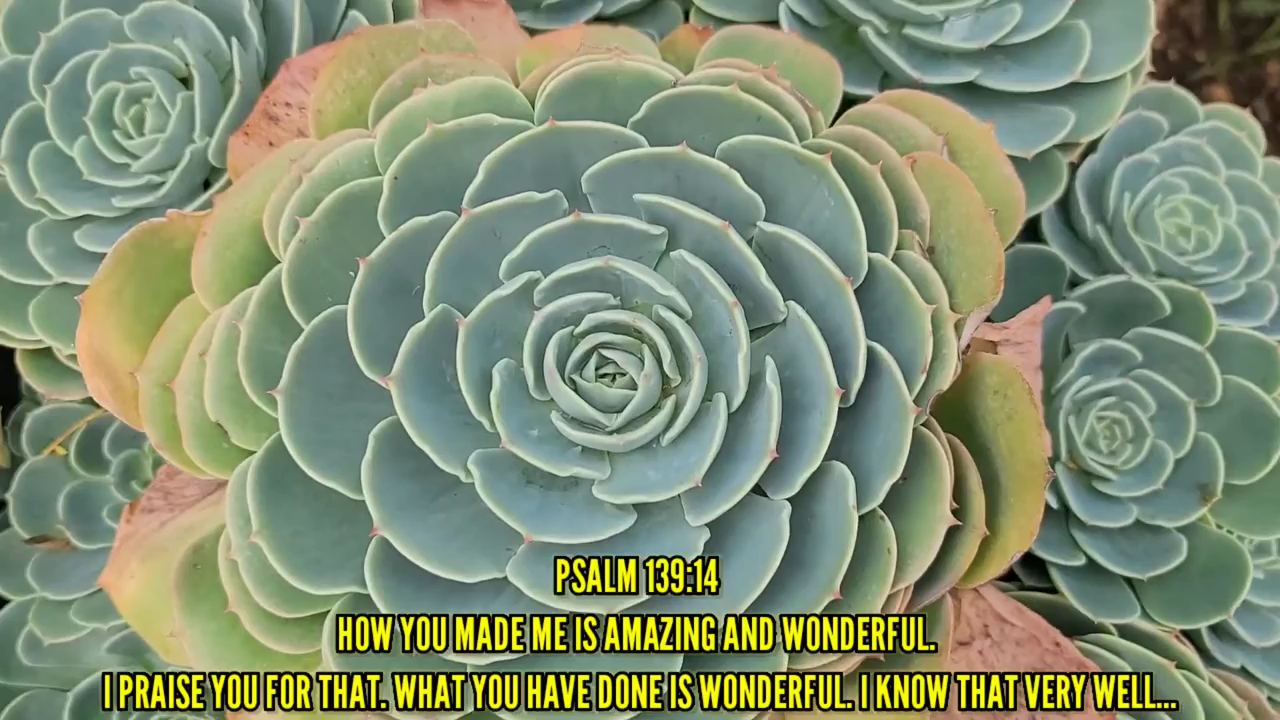 PSALM 139:14
HOW YOU MADE ME IS AMAZING AND WONDERFUL.
I PRAISE YOU FOR THAT. WHAT YOU HAVE DONE IS WONDERFUL. I KNOW THAT VERY WELL...